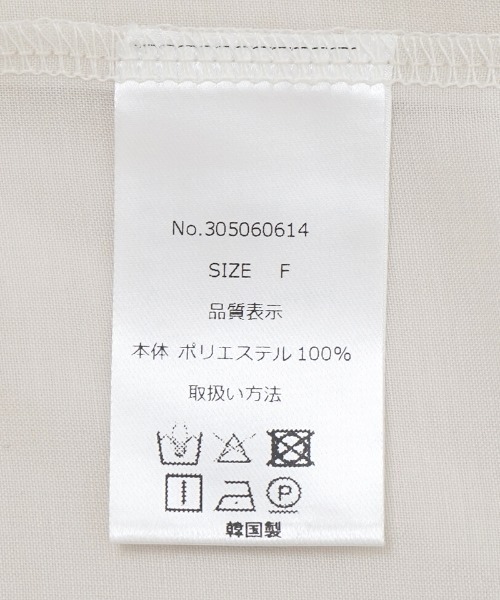 No.305060614
SIZE F
品質表示
本体 ポリエステル100%
取扱い方法
P
韓国製